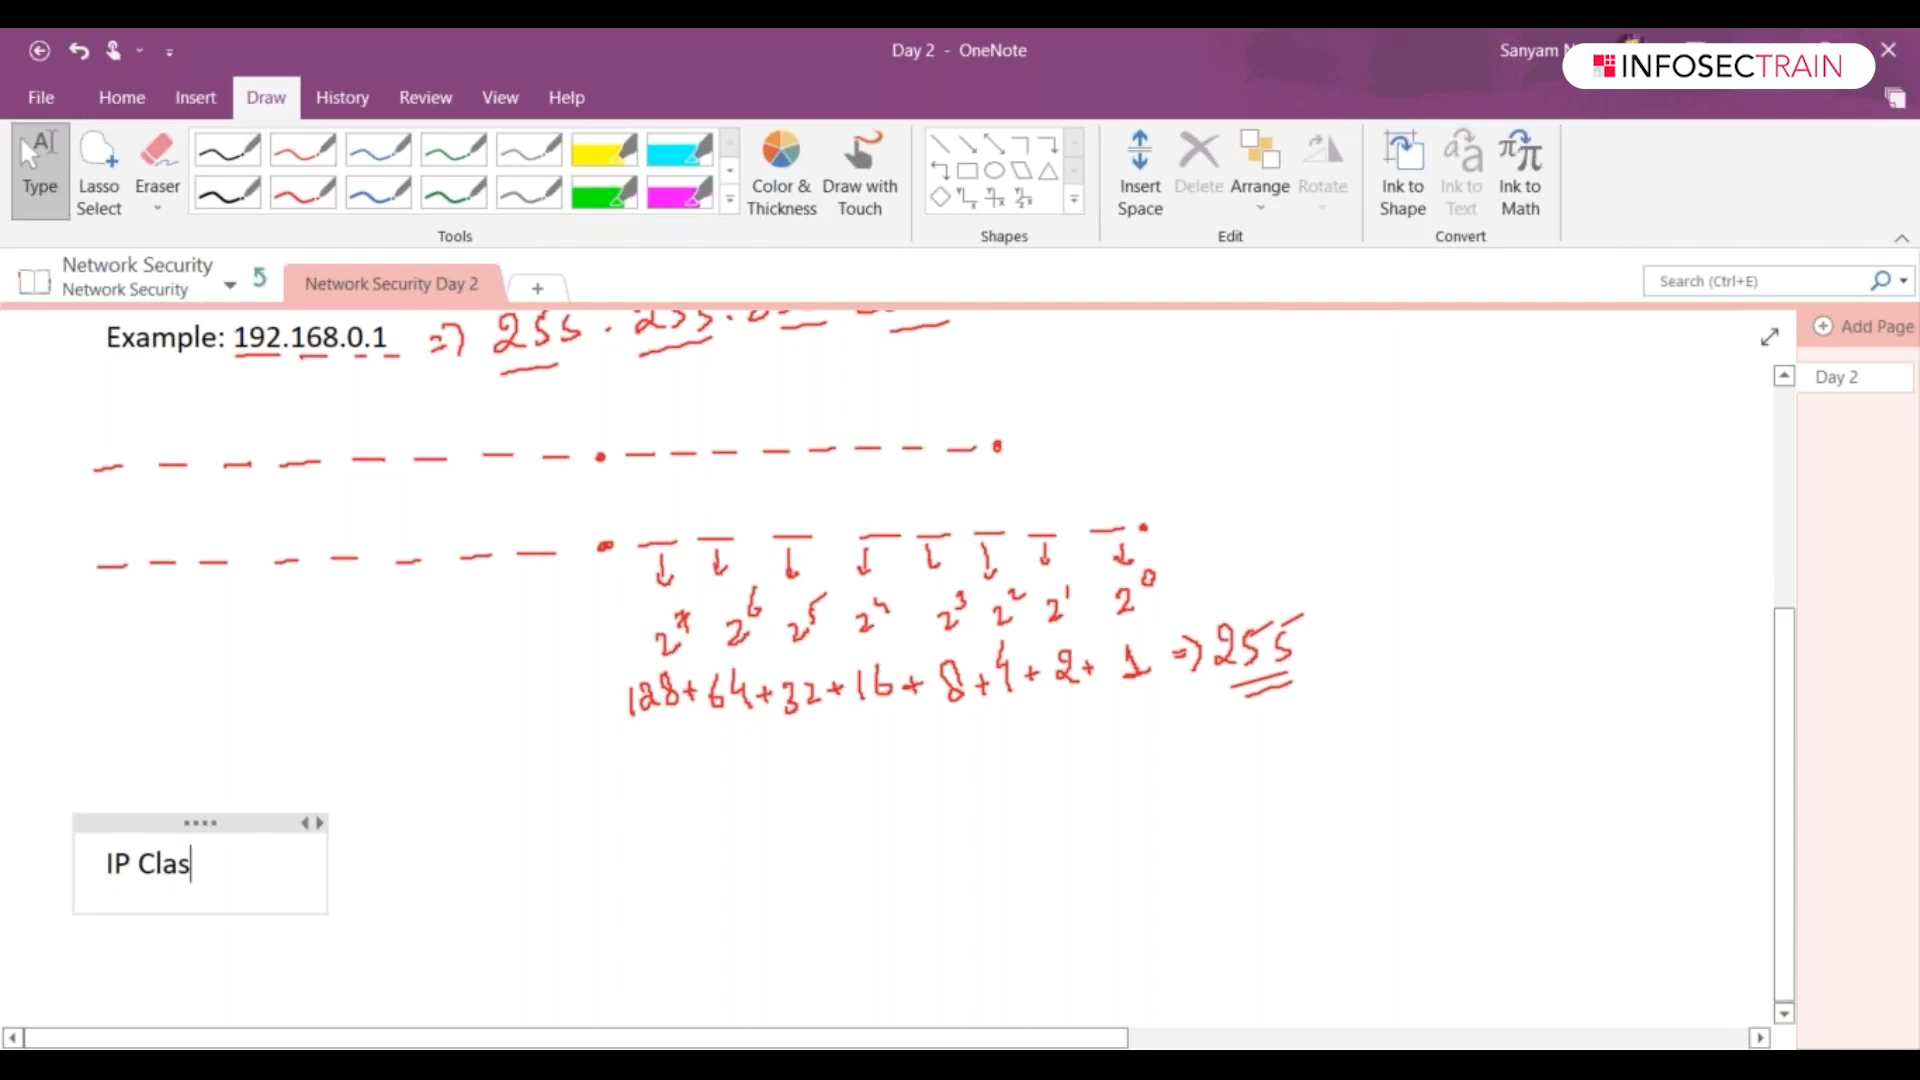 Day 2 - OneNote
Sanyam
INFOSECTRAIN
File Home Insert Draw History Review View Help
Type
Lasso Select
Eraser
Color & Thickness
Draw with Touch
Insert Space
Delete
Arrange
Rotate
Ink to Shape
Ink to Text
Ink to Math
Tools
Shapes
Edit
Convert
Network Security
Network Security
Network Security Day 2
+
Search (Ctrl+E)
Add Page
Day 2
Example: 192.168.0.1 => 255 . 255 .
2^7 2^6 2^5 2^4 2^3 2^2 2^1 2^0
128+64+32+16+8+4+2+1 => 255
IP Clas